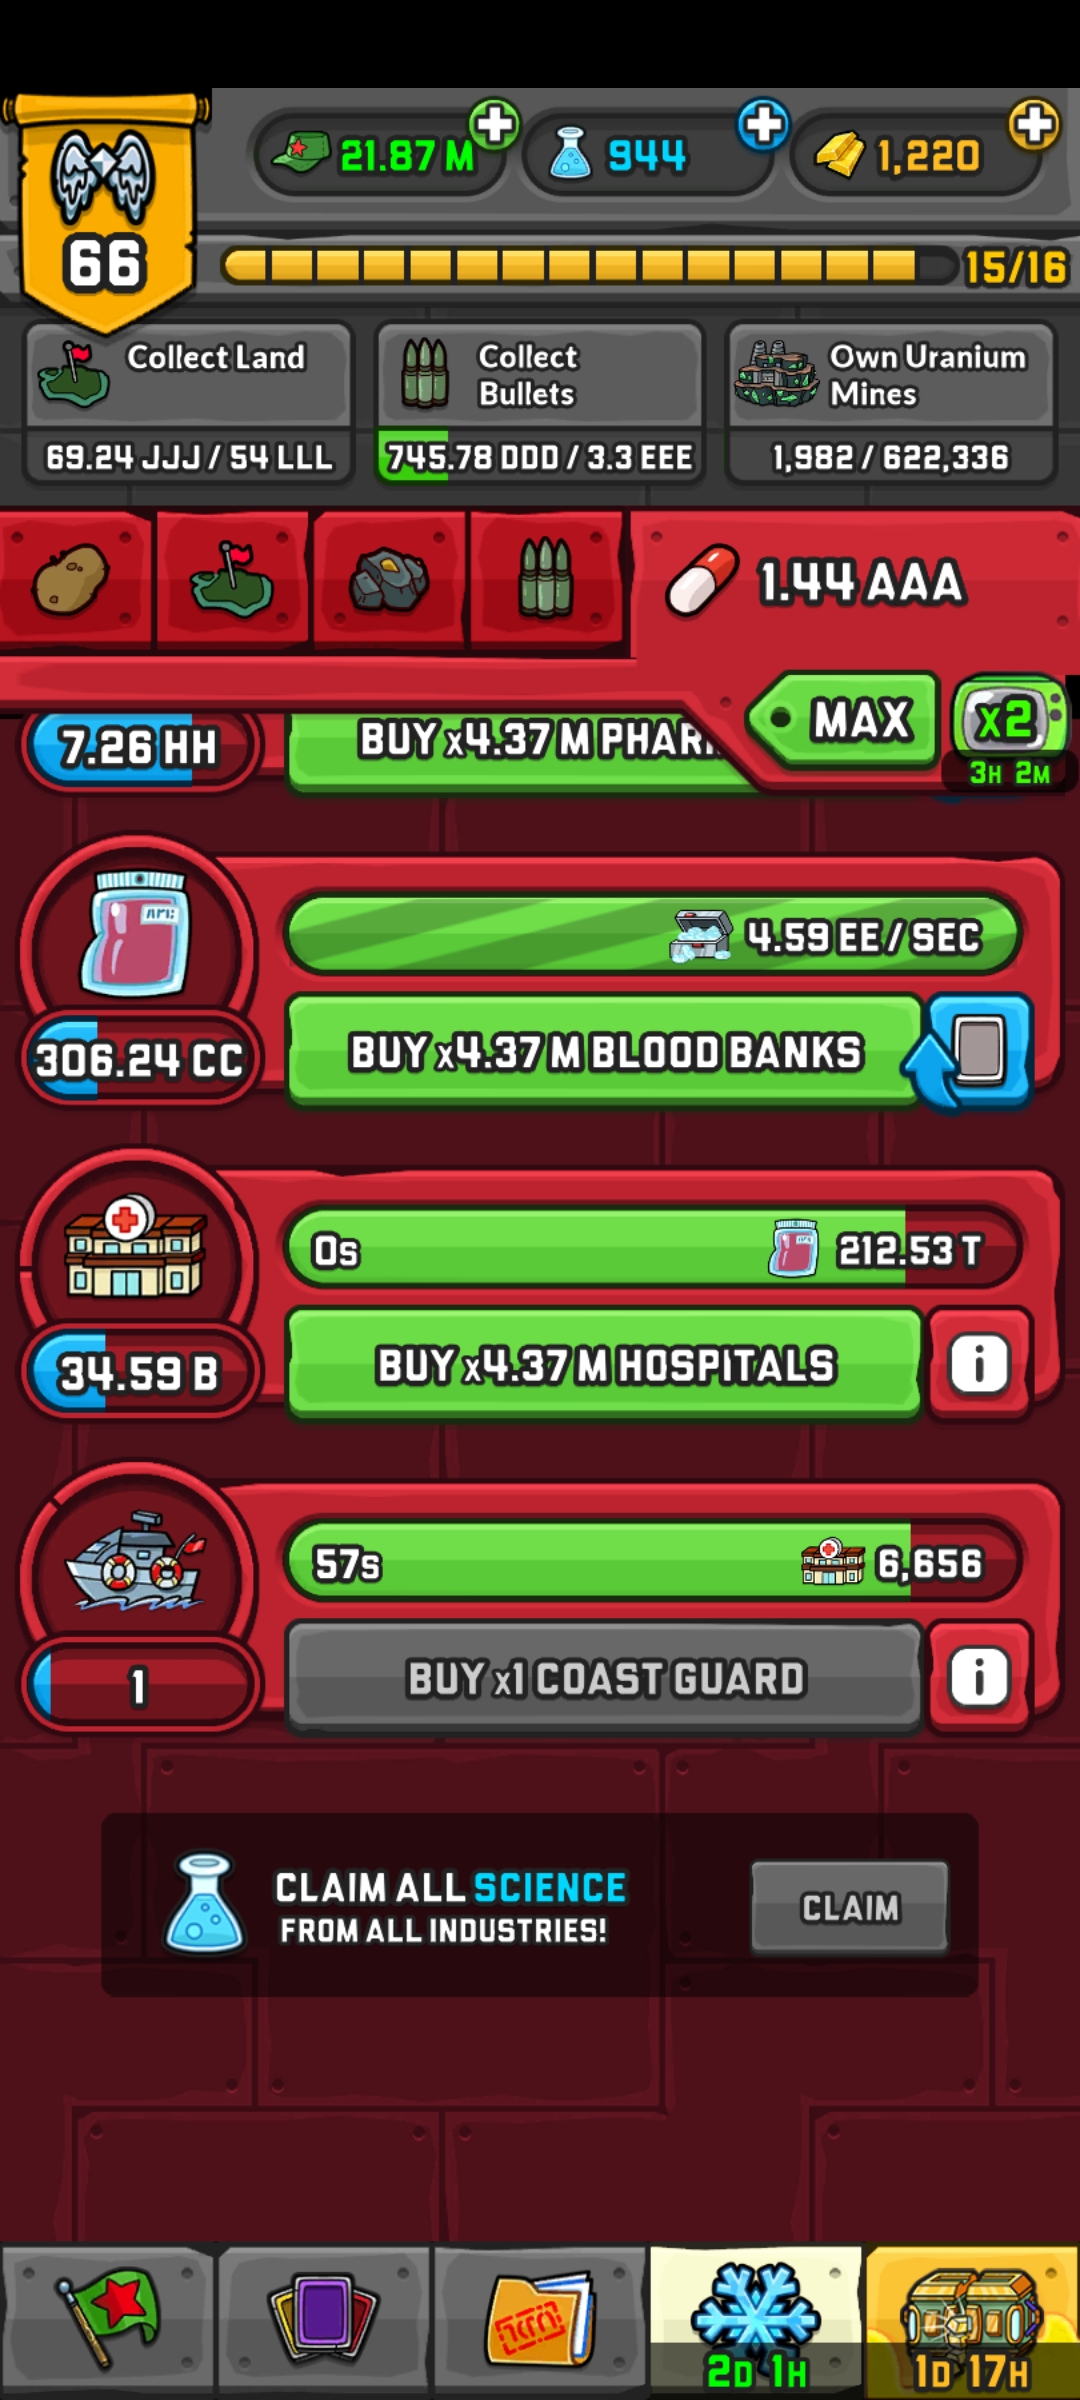 21.87 M
944
1,220
66
15/16
Collect Land
69.24 JJJ / 54 LLL
Collect
Bullets
745.78 DDD / 3.3 EEE
Own Uranium
Mines
1,982 / 622,336
1.44 AAA
MAX
x2
3H 2M
7.26 HH
BUY x4.37 M
4.59 EE / SEC
306.24 CC
BUY x4.37 M BLOOD BANKS
0s
212.53 T
34.59 B
BUY x4.37 M HOSPITALS
i
57s
6,656
1
BUY x1 COAST GUARD
i
CLAIM ALL SCIENCE
FROM ALL INDUSTRIES!
CLAIM
2D 1H
1D 17H